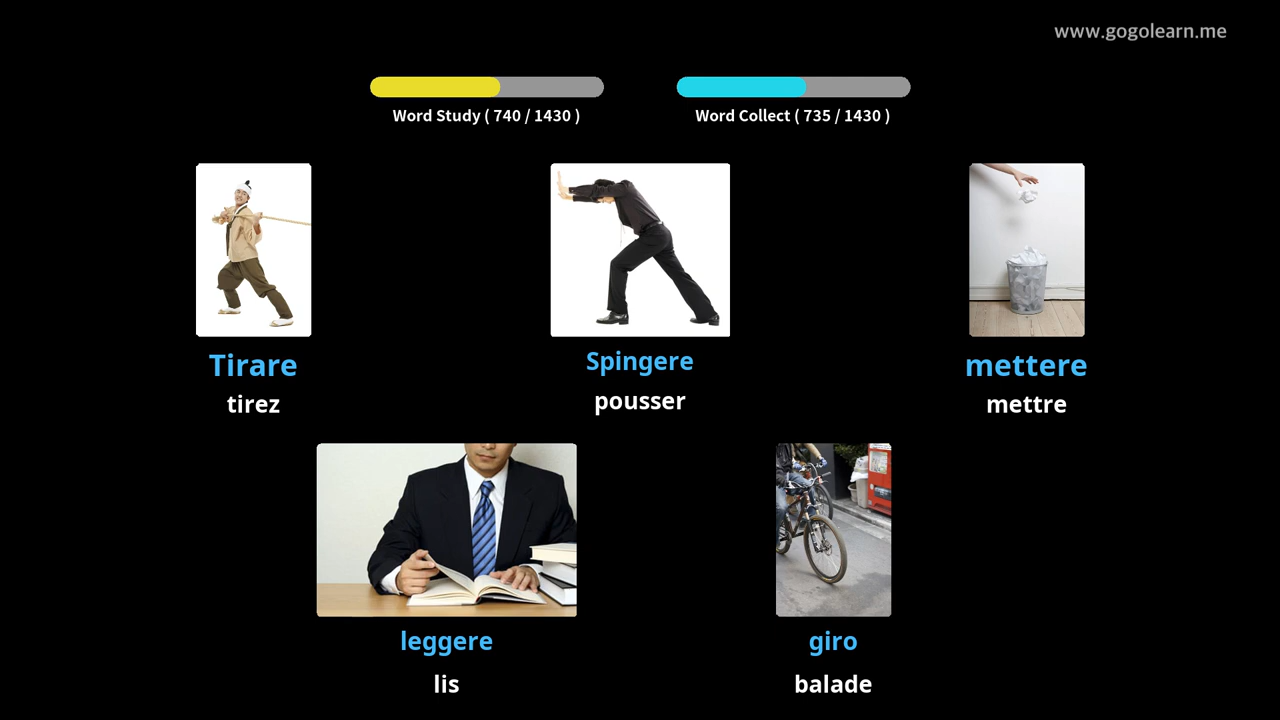 www.gogolearn.me
Word Study ( 740 / 1430 )
Word Collect ( 735 / 1430 )
Tirare
tirez
Spingere
pousser
mettere
mettre
leggere
lis
giro
balade